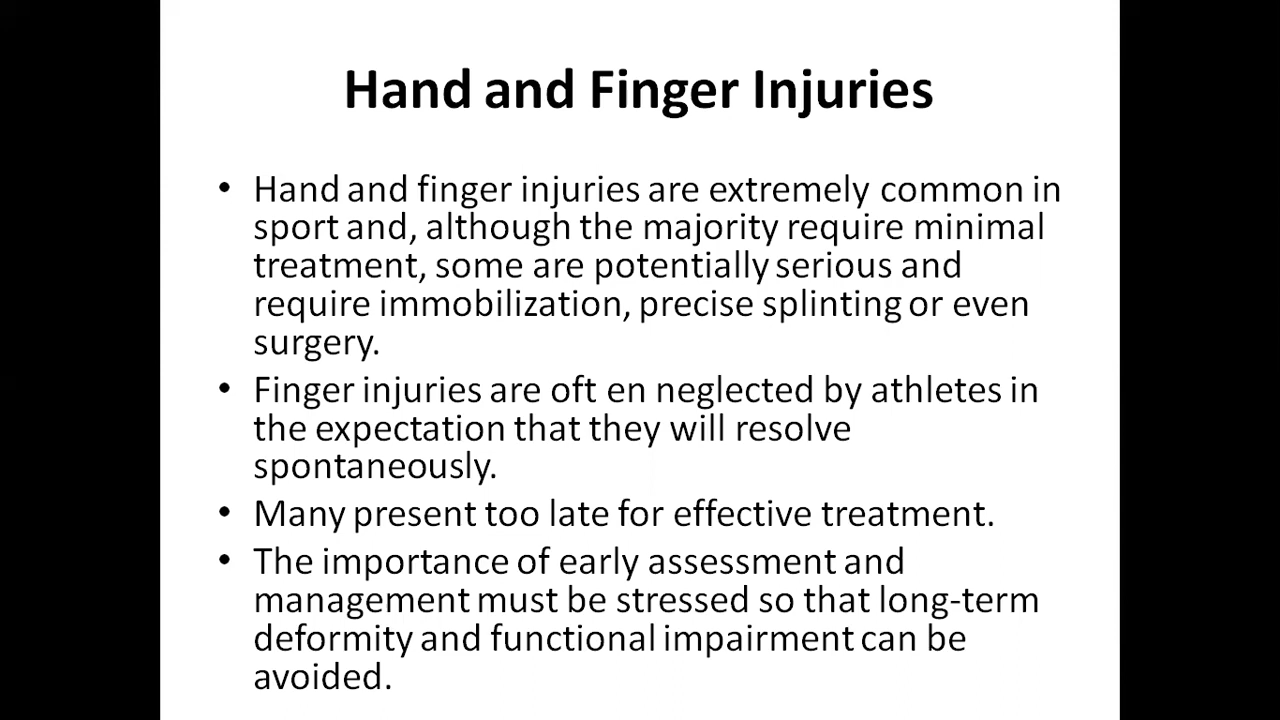 Hand and Finger Injuries
• Hand and finger injuries are extremely common in
sport and, although the majority require minimal
treatment, some are potentially serious and
require immobilization, precise splinting or even
surgery.
• Finger injuries are oft en neglected by athletes in
the expectation that they will resolve
spontaneously.
• Many present too late for effective treatment.
• The importance of early assessment and
management must be stressed so that long-term
deformity and functional impairment can be
avoided.